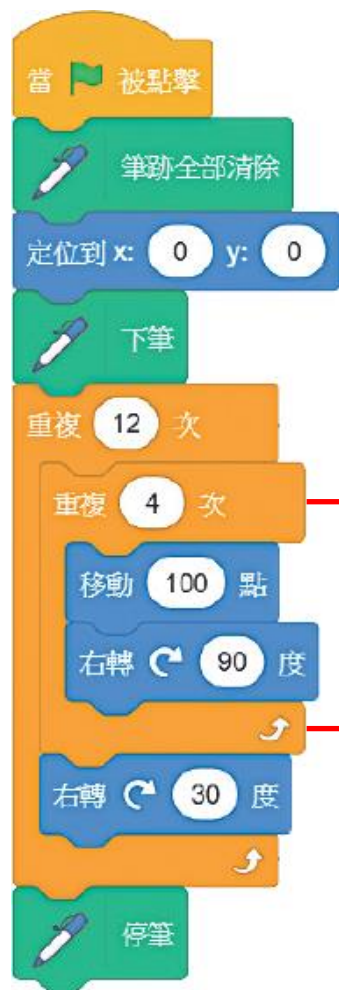 當 被點擊
筆跡全部清除
定位到 x: 0 y: 0
下筆
重複 12 次
重複 4 次
移動 100 點
右轉 90 度
右轉 30 度
停筆